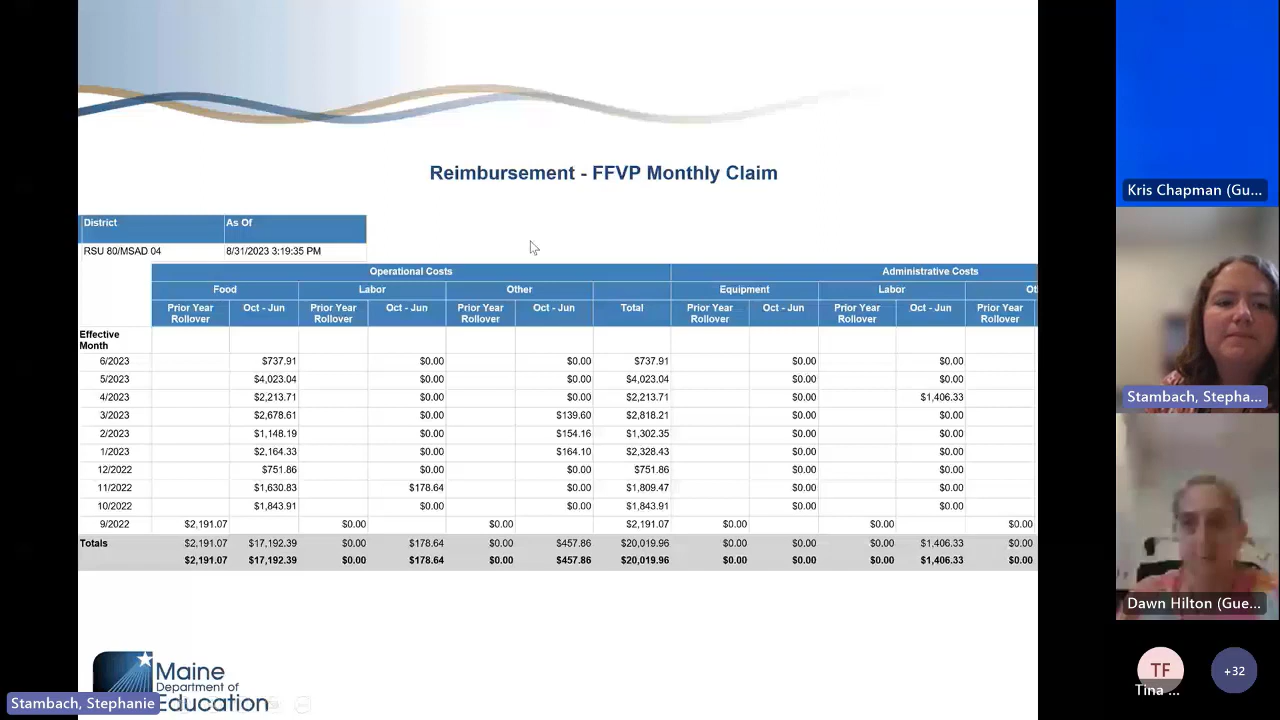 Reimbursement - FFVP Monthly Claim
District As Of
RSU 80/MSAD 04 8/31/2023 3:19:35 PM
Operational Costs Administrative Costs
Food Labor Other Equipment Labor
Prior Year Rollover Oct - Jun Prior Year Rollover Oct - Jun Prior Year Rollover Oct - Jun Total Prior Year Rollover Oct - Jun Prior Year Rollover Oct - Jun Prior Year Rollover
Effective Month
6/2023 $737.91 $0.00 $0.00 $737.91 $0.00 $0.00
5/2023 $4,023.04 $0.00 $0.00 $4,023.04 $0.00 $0.00
4/2023 $2,213.71 $0.00 $0.00 $2,213.71 $0.00 $1,406.33
3/2023 $2,678.61 $0.00 $139.60 $2,818.21 $0.00 $0.00
2/2023 $1,148.19 $0.00 $154.16 $1,302.35 $0.00 $0.00
1/2023 $2,164.33 $0.00 $164.10 $2,328.43 $0.00 $0.00
12/2022 $751.86 $0.00 $0.00 $751.86 $0.00 $0.00
11/2022 $1,630.83 $178.64 $0.00 $1,809.47 $0.00 $0.00
10/2022 $1,843.91 $0.00 $0.00 $1,843.91 $0.00 $0.00
9/2022 $2,191.07 $0.00 $0.00 $2,191.07 $0.00 $0.00 $0.00
Totals $2,191.07 $17,192.39 $0.00 $178.64 $0.00 $457.86 $20,019.96 $0.00 $0.00 $0.00 $1,406.33 $0.00
$2,191.07 $17,192.39 $0.00 $178.64 $0.00 $457.86 $20,019.96 $0.00 $0.00 $0.00 $1,406.33 $0.00
Maine
Department of
Education
Stambach, Stephanie
Kris Chapman (Gu...
Stambach, Stepha...
Dawn Hilton (Gue...
TF +32
Tina ...